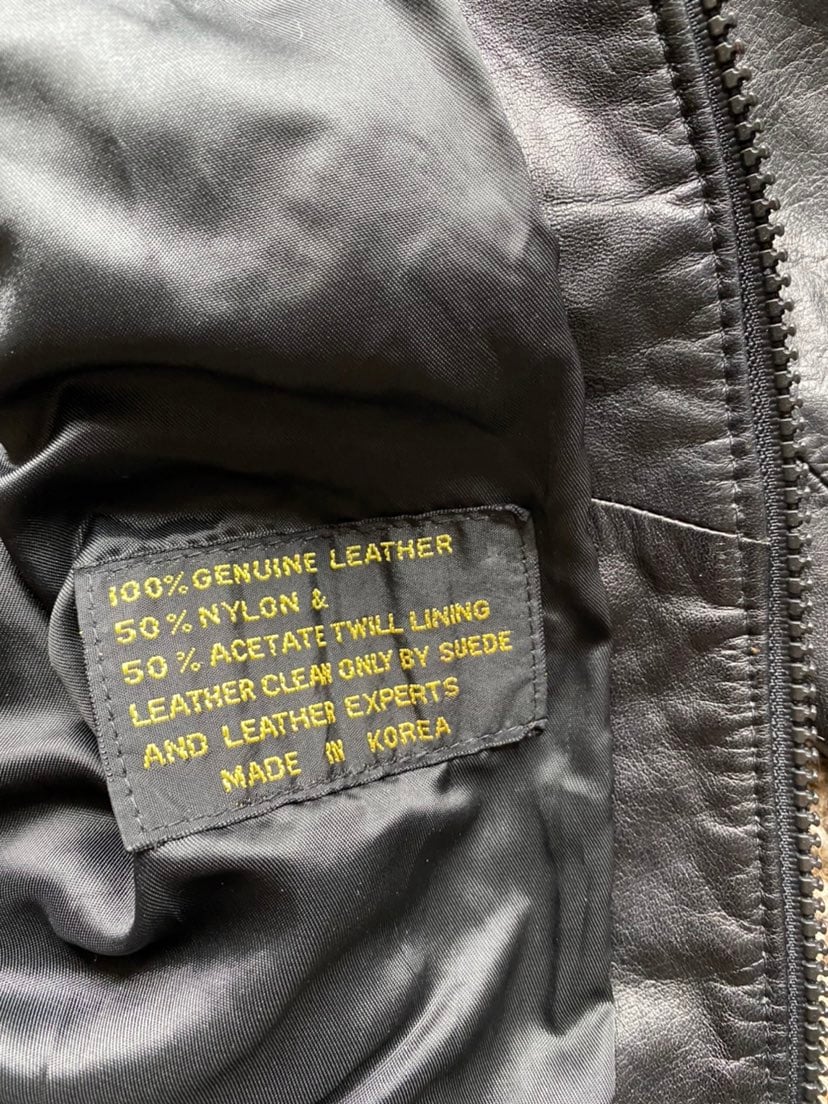 100% GENUINE LEATHER
50% NYLON &
50% ACETATE TWILL LINING
LEATHER CLEAN ONLY BY SUEDE
AND LEATHER EXPERTS
MADE IN KOREA